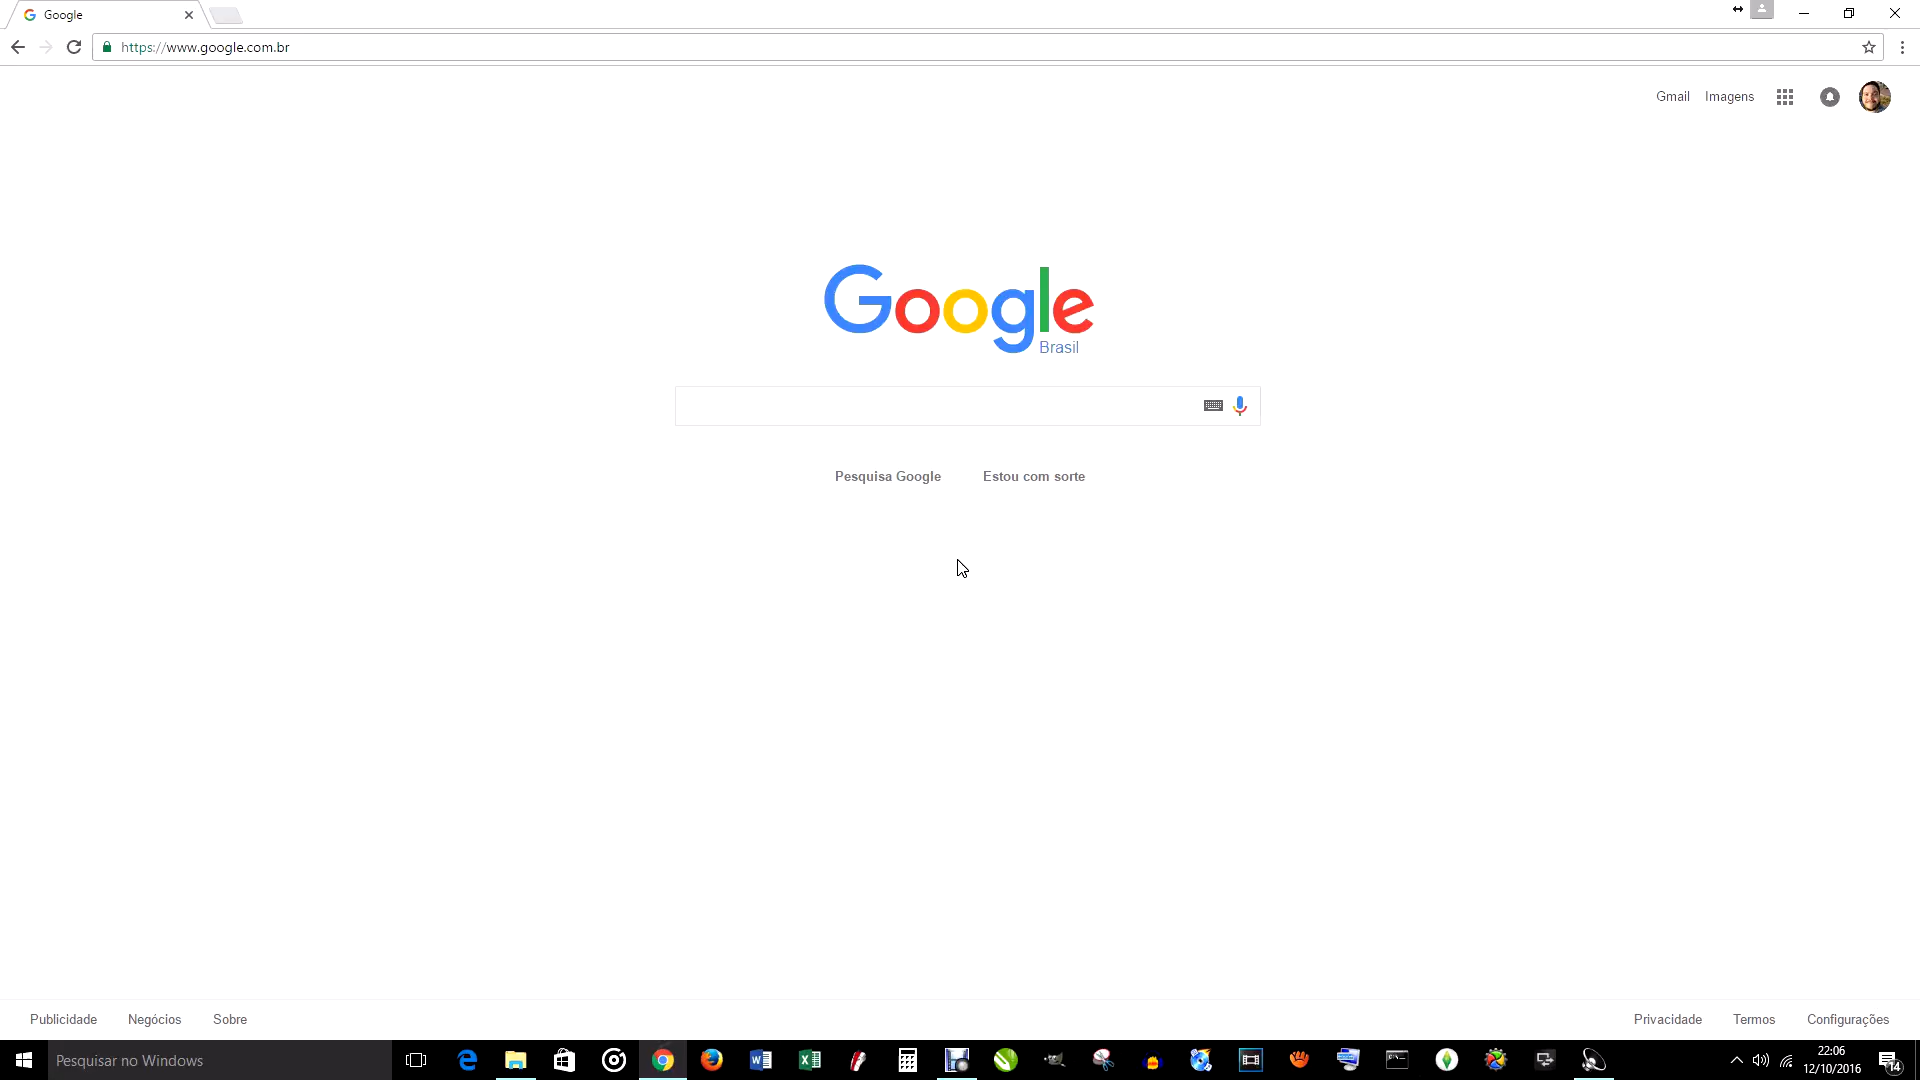 Google
https://www.google.com.br
Gmail Imagens
Google
Brasil
Pesquisa Google Estou com sorte
Publicidade Negócios Sobre
Privacidade Termos Configurações
Pesquisar no Windows
22:06
12/10/2016
14